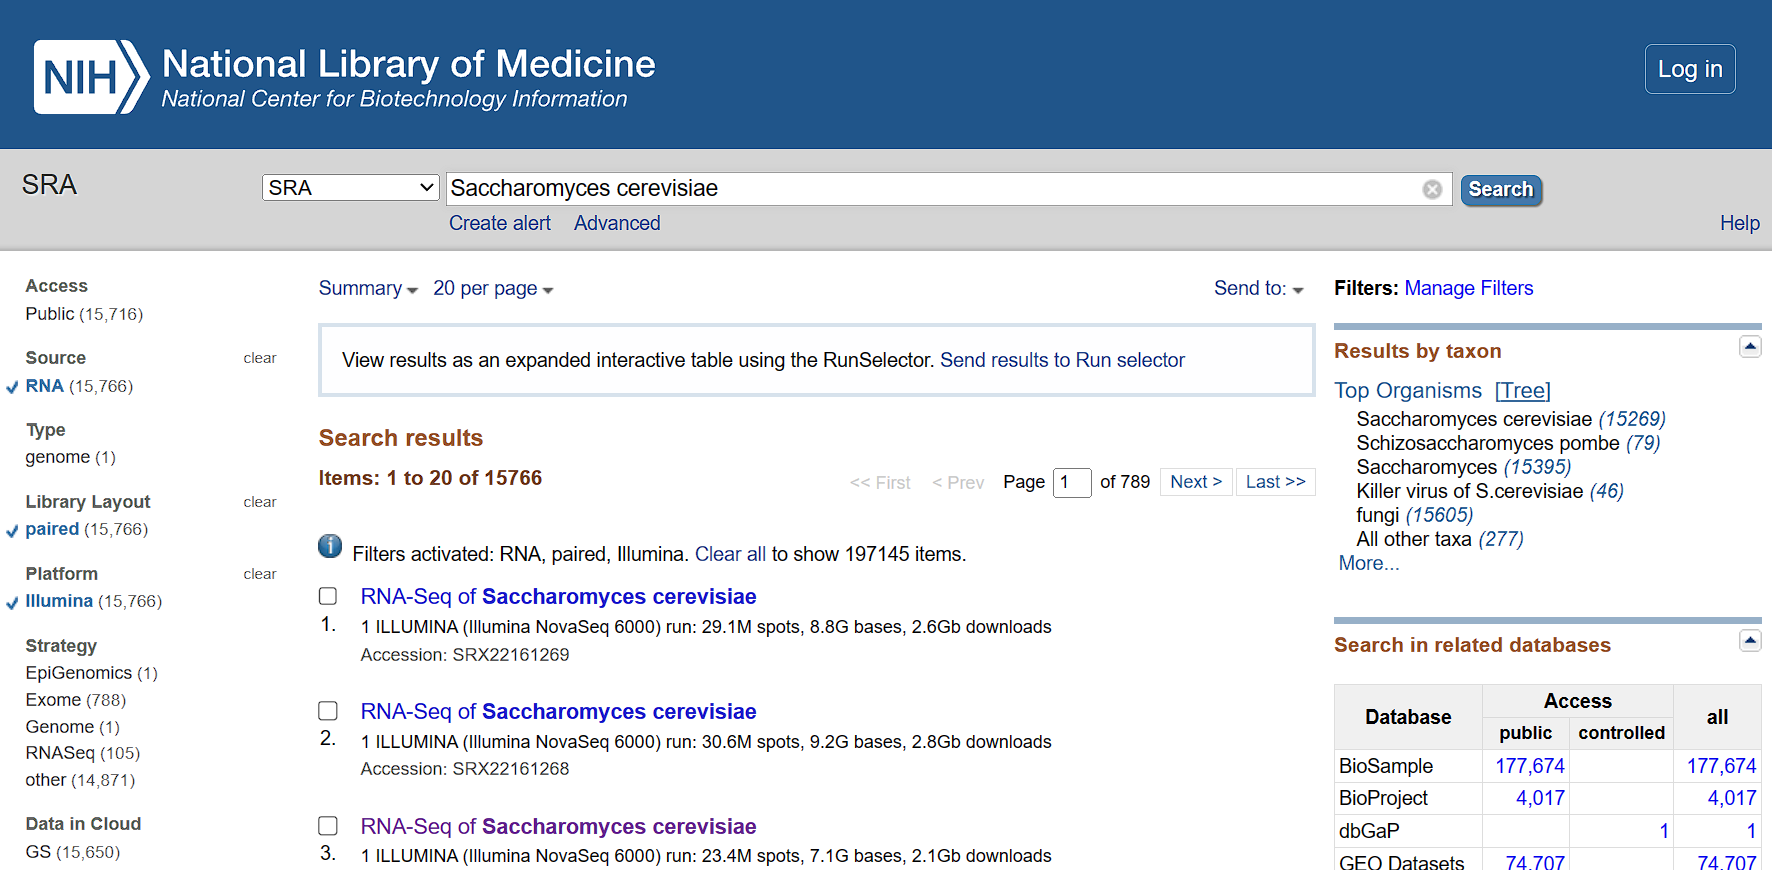 NIH National Library of Medicine
National Center for Biotechnology Information
Log in
SRA
SRA
Saccharomyces cerevisiae
Search
Create alert Advanced
Help
Access
Public (15,716)
Source clear
RNA (15,766)
Type
genome (1)
Library Layout clear
paired (15,766)
Platform clear
Illumina (15,766)
Strategy
EpiGenomics (1)
Exome (788)
Genome (1)
RNASeq (105)
other (14,871)
Data in Cloud
GS (15,650)
Summary 20 per page Send to:
View results as an expanded interactive table using the RunSelector. Send results to Run selector
Search results
Items: 1 to 20 of 15766
<< First < Prev Page 1 of 789 Next > Last >>
Filters activated: RNA, paired, Illumina. Clear all to show 197145 items.
RNA-Seq of Saccharomyces cerevisiae
1. 1 ILLUMINA (Illumina NovaSeq 6000) run: 29.1M spots, 8.8G bases, 2.6Gb downloads
Accession: SRX22161269
RNA-Seq of Saccharomyces cerevisiae
2. 1 ILLUMINA (Illumina NovaSeq 6000) run: 30.6M spots, 9.2G bases, 2.8Gb downloads
Accession: SRX22161268
RNA-Seq of Saccharomyces cerevisiae
3. 1 ILLUMINA (Illumina NovaSeq 6000) run: 23.4M spots, 7.1G bases, 2.1Gb downloads
Filters: Manage Filters
Results by taxon
Top Organisms [Tree]
Saccharomyces cerevisiae (15269)
Schizosaccharomyces pombe (79)
Saccharomyces (15395)
Killer virus of S.cerevisiae (46)
fungi (15605)
All other taxa (277)
More...
Search in related databases
Database Access all
public controlled
BioSample 177,674 177,674
BioProject 4,017 4,017
dbGaP 1 1
GEO Datasets 74,707 74,707